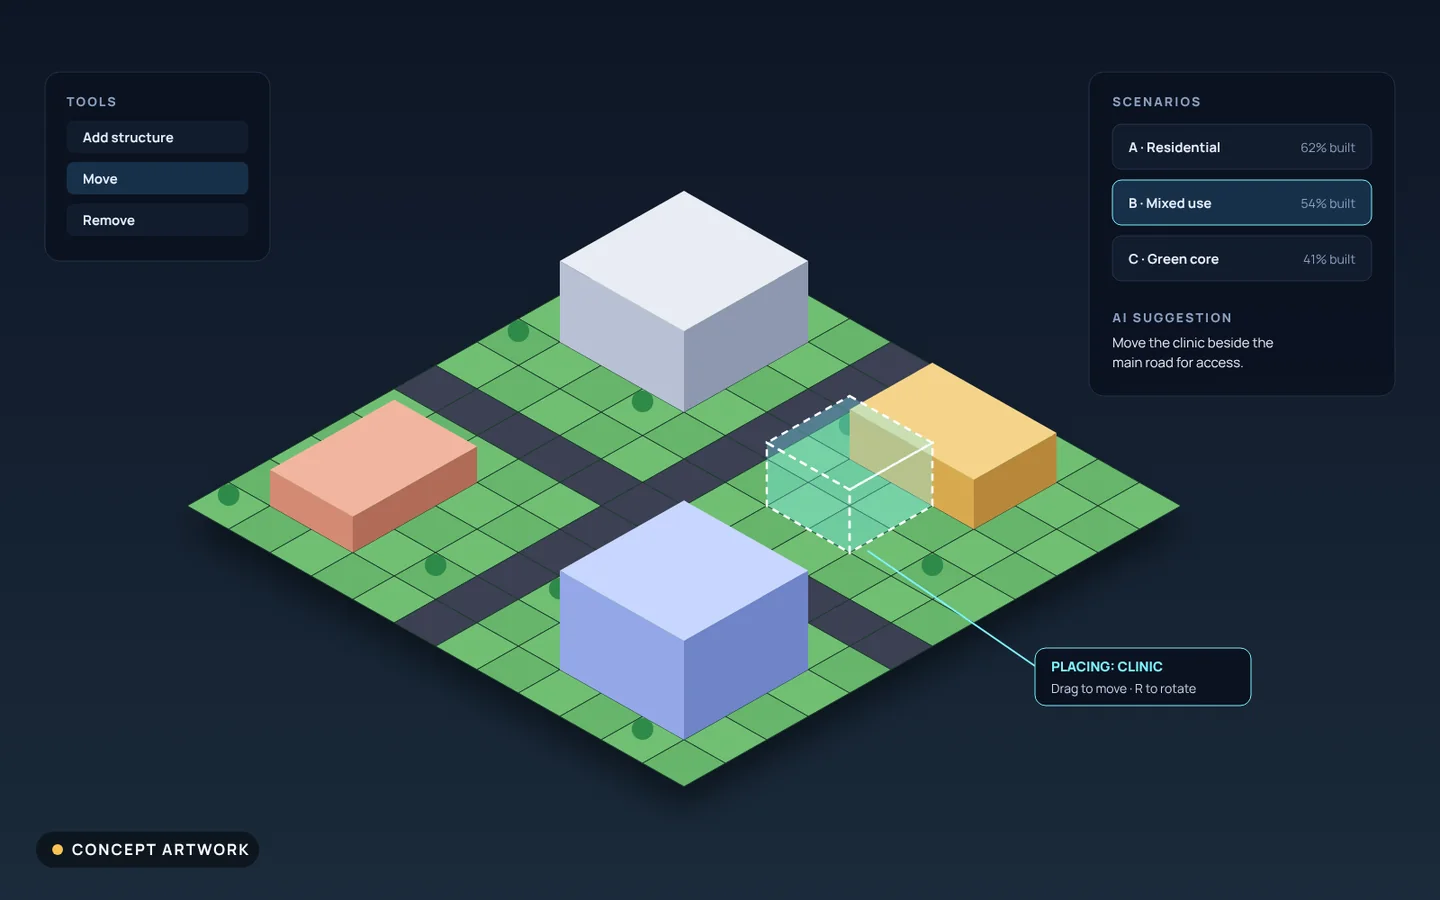 TOOLS
Add structure
Move
Remove
SCENARIOS
A · Residential 62% built
B · Mixed use 54% built
C · Green core 41% built
AI SUGGESTION
Move the clinic beside the
main road for access.
PLACING: CLINIC
Drag to move · R to rotate
CONCEPT ARTWORK